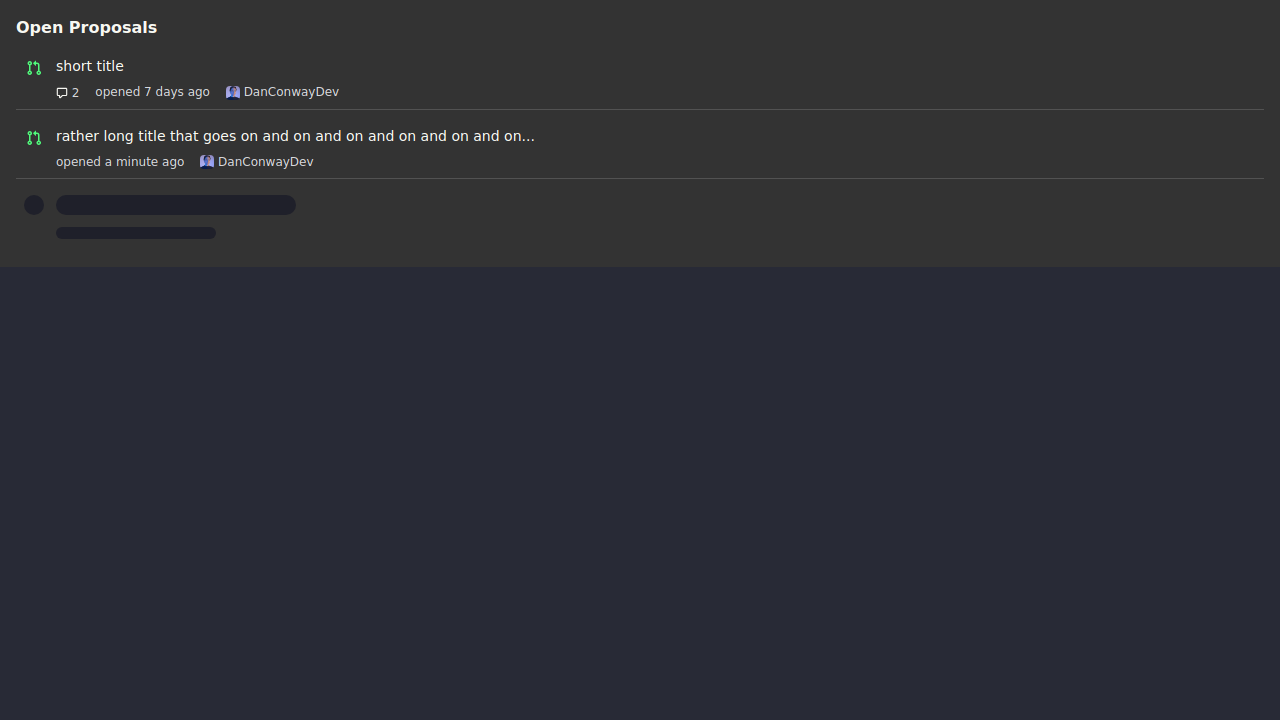 Open Proposals
short title
2 opened 7 days ago DanConwayDev
rather long title that goes on and on and on and on and on and on...
opened a minute ago DanConwayDev